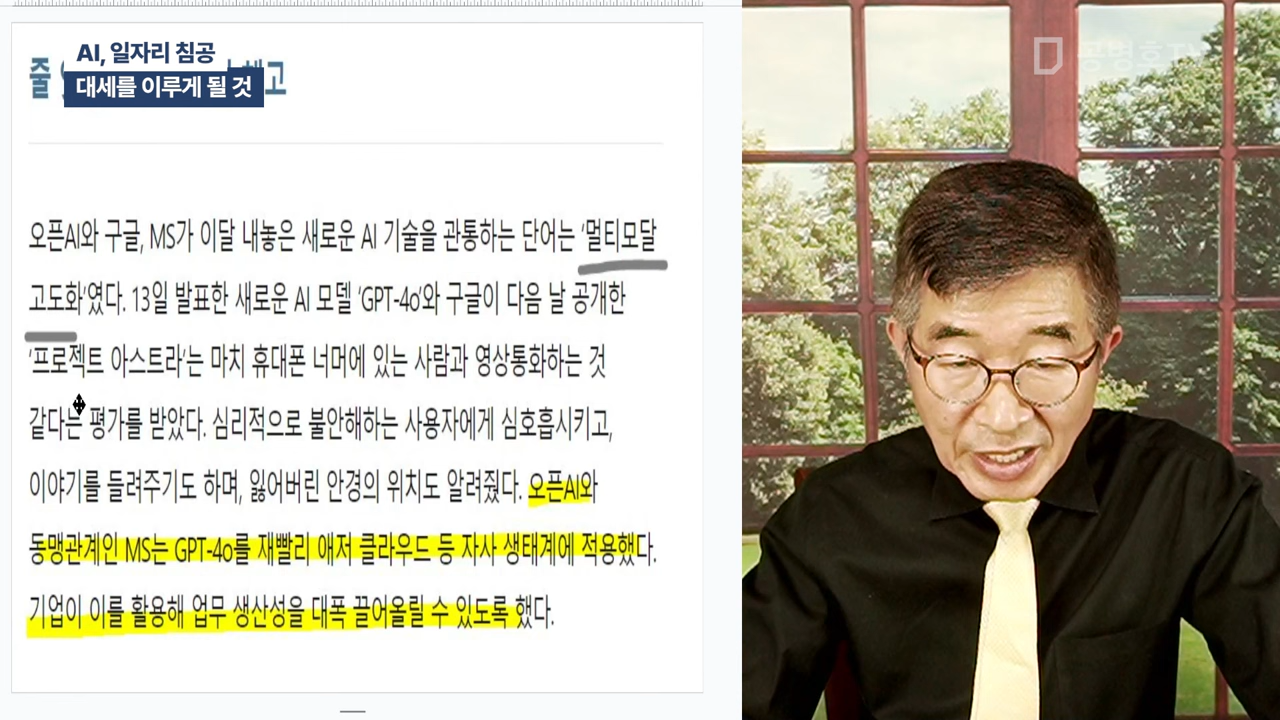 AI, 일자리 침공
대세를 이루게 될 것
줄
고
오픈AI와 구글, MS가 이달 내놓은 새로운 AI 기술을 관통하는 단어는 ‘멀티모달
고도화’였다. 13일 발표한 새로운 AI 모델 ‘GPT-4o’와 구글이 다음 날 공개한
‘프로젝트 아스트라’는 마치 휴대폰 너머에 있는 사람과 영상통화하는 것
같다는 평가를 받았다. 심리적으로 불안해하는 사용자에게 심호흡시키고,
이야기를 들려주기도 하며, 잃어버린 안경의 위치도 알려줬다. 오픈AI와
동맹관계인 MS는 GPT-4o를 재빨리 애저 클라우드 등 자사 생태계에 적용했다.
기업이 이를 활용해 업무 생산성을 대폭 끌어올릴 수 있도록 했다.
공병호TV